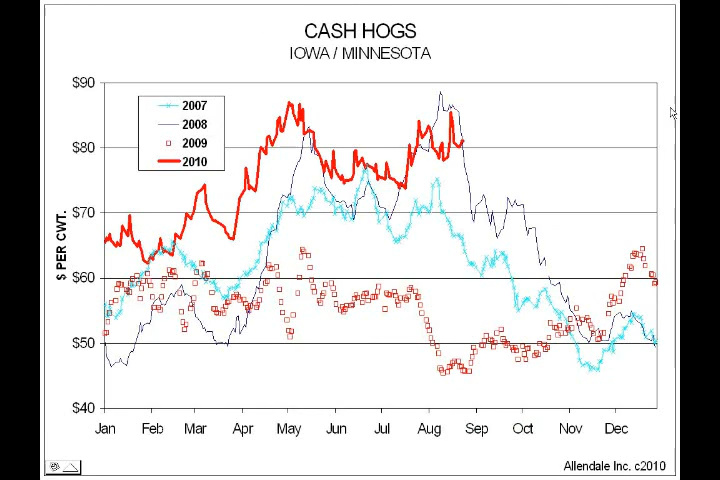 CASH HOGS
IOWA / MINNESOTA
$90
$80
$70
$60
$50
$40
$ PER CWT.
2007
2008
2009
2010
Jan Feb Mar Apr May Jun Jul Aug Sep Oct Nov Dec
Allendale Inc. c2010